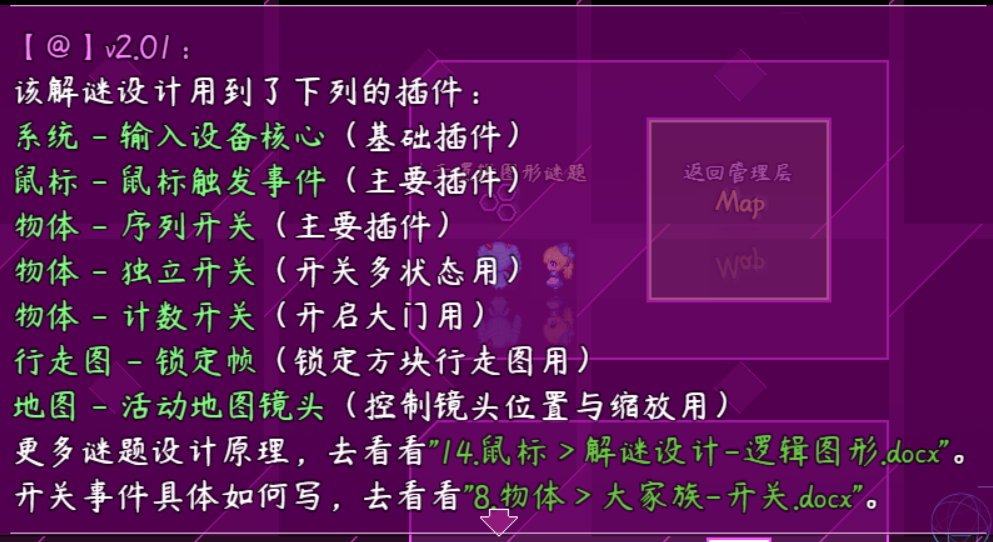 【@】v2.01：
该解谜设计用到了下列的插件：
系统 - 输入设备核心（基础插件）
鼠标 - 鼠标触发事件（主要插件）
物体 - 序列开关（主要插件）
物体 - 独立开关（开关多状态用）
物体 - 计数开关（开启大门用）
行走图 - 锁定帧（锁定方块行走图用）
地图 - 活动地图镜头（控制镜头位置与缩放用）
更多谜题设计原理，去看看"14.鼠标 > 解谜设计-逻辑图形.docx"。
开关事件具体如何写，去看看"8.物体 > 大家族-开关.docx"。
逻辑图形谜题
返回管理层
Map